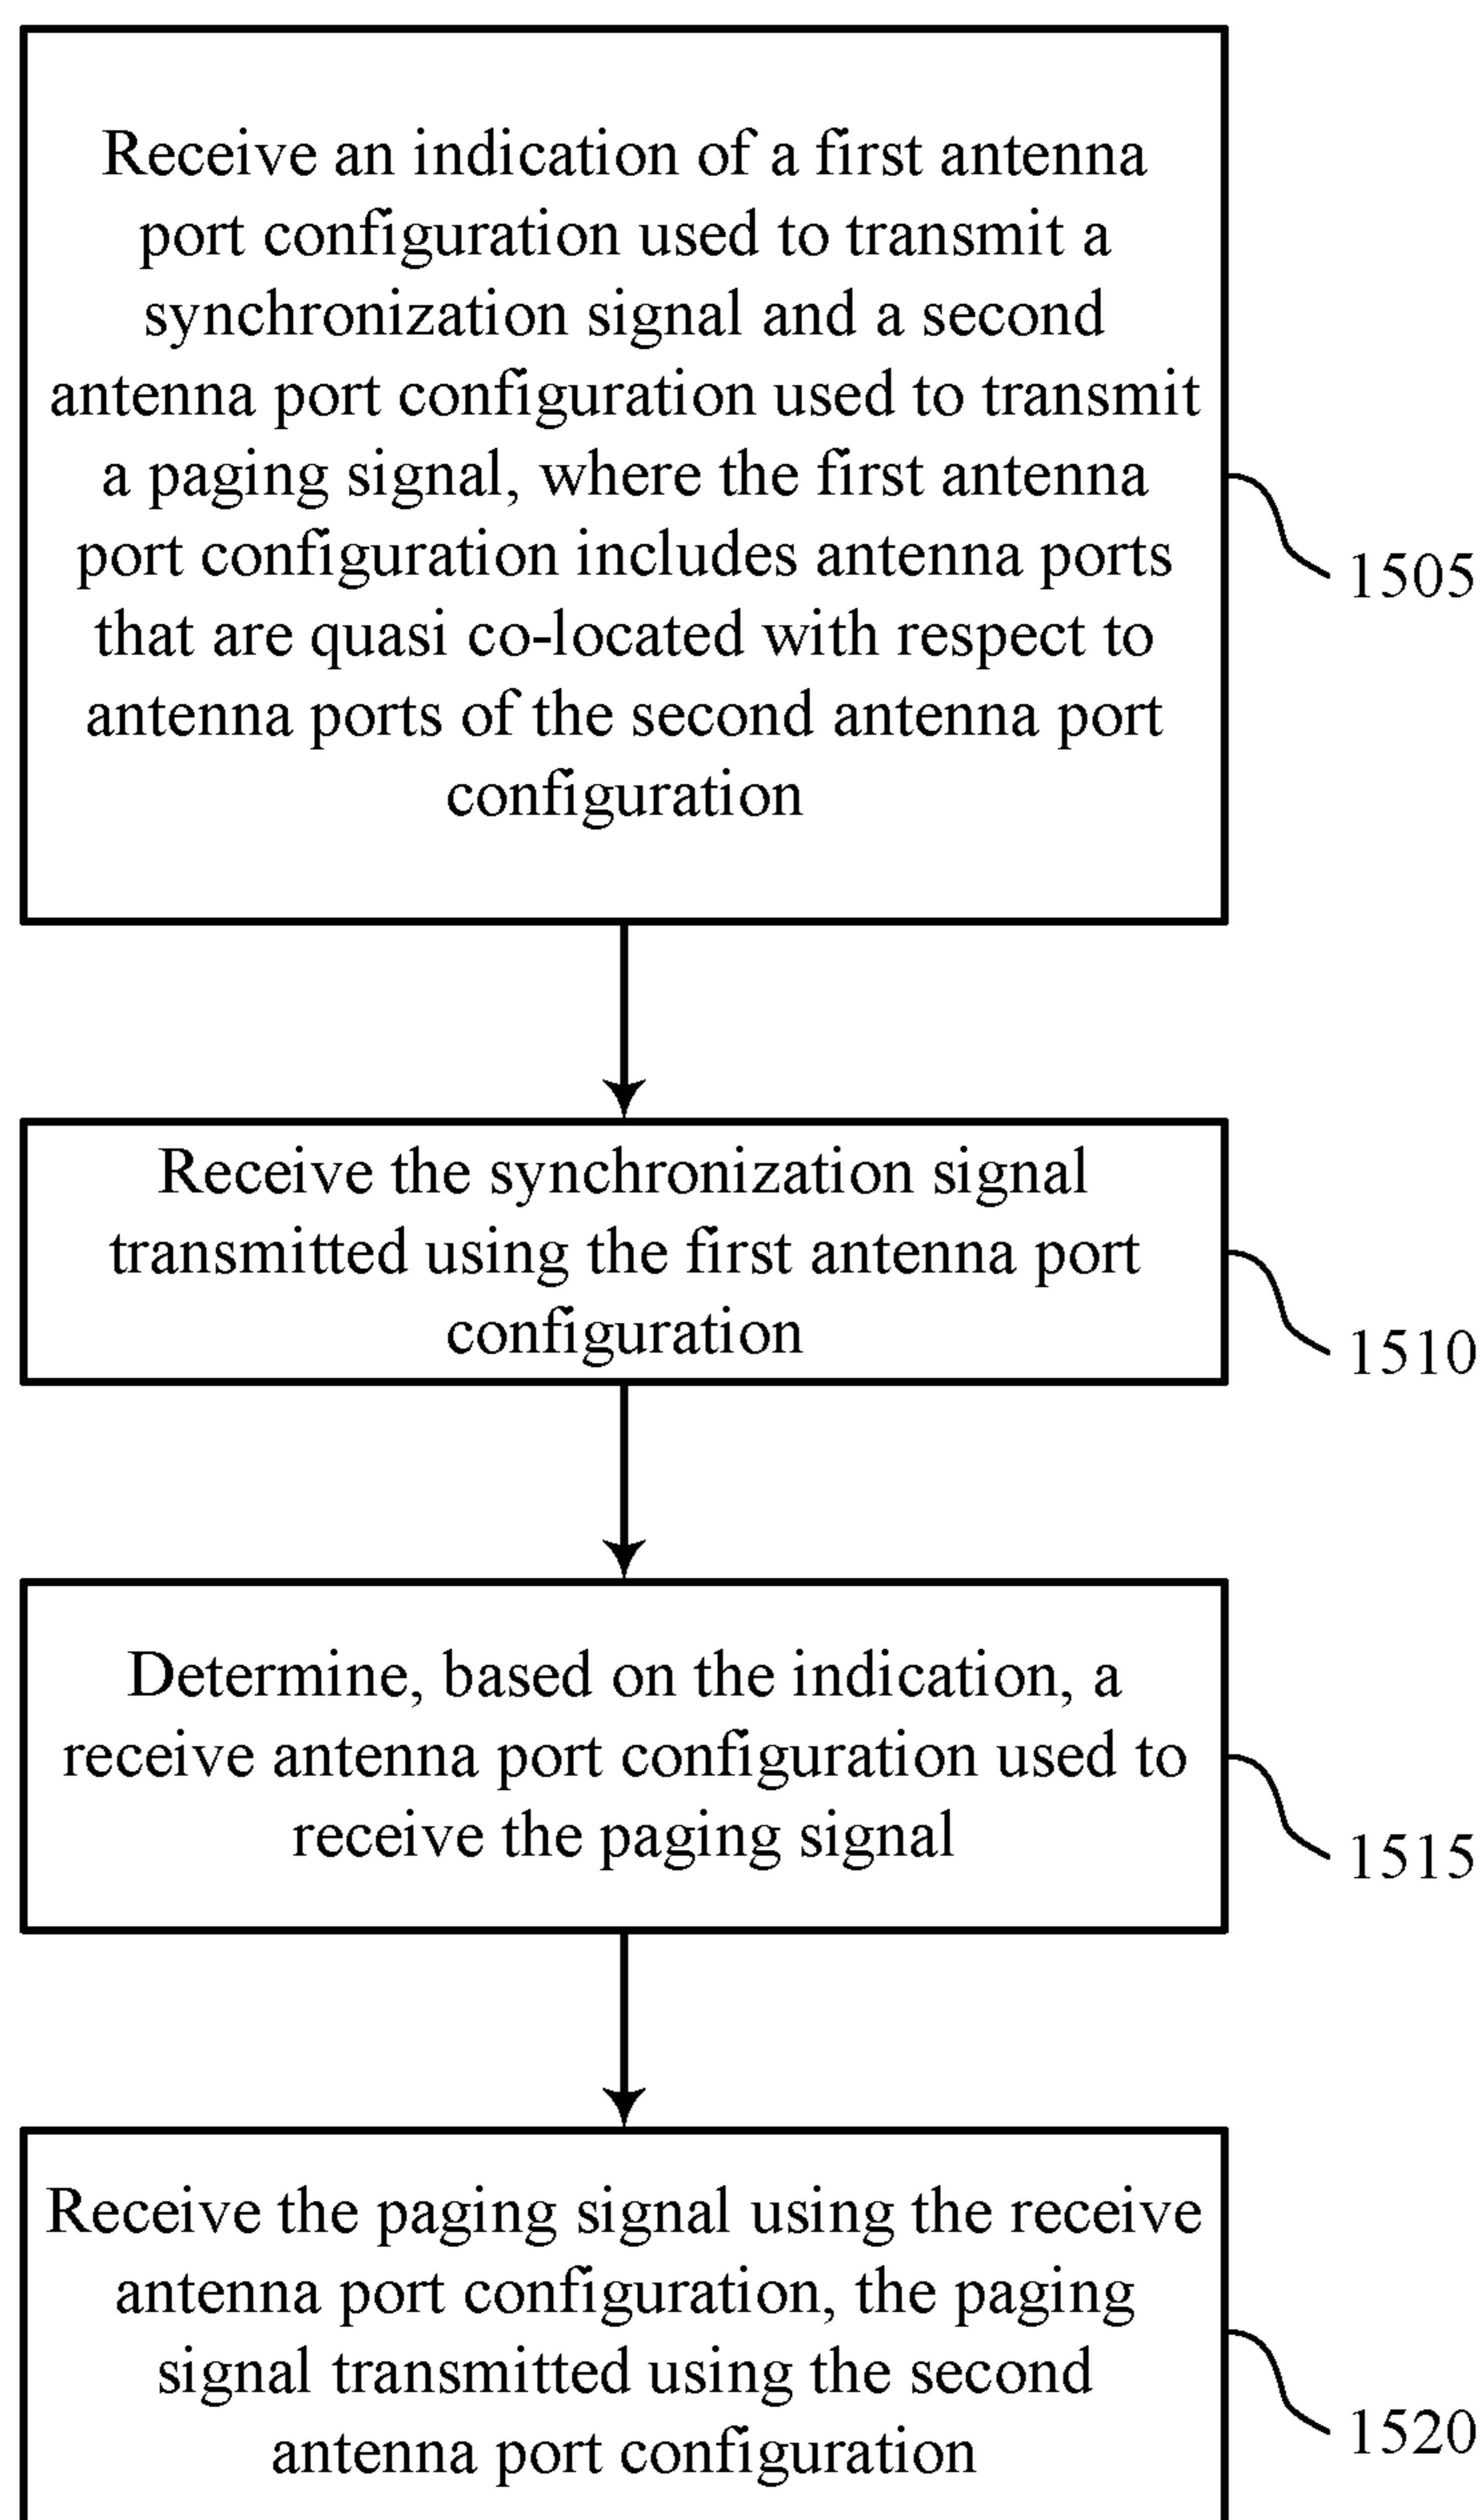 Receive an indication of a first antenna
port configuration used to transmit a
synchronization signal and a second
antenna port configuration used to transmit
a paging signal, where the first antenna
port configuration includes antenna ports
that are quasi co-located with respect to
antenna ports of the second antenna port
configuration
1505
Receive the synchronization signal
transmitted using the first antenna port
configuration
1510
Determine, based on the indication, a
receive antenna port configuration used to
receive the paging signal
1515
Receive the paging signal using the receive
antenna port configuration, the paging
signal transmitted using the second
antenna port configuration
1520